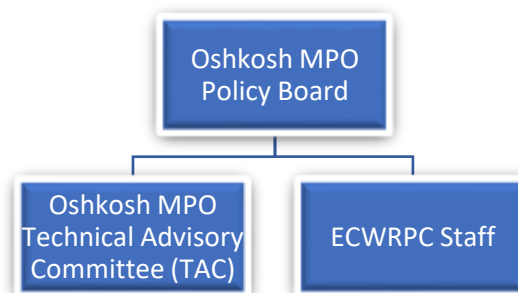 Oshkosh MPO
Policy Board
Oshkosh MPO
Technical Advisory
Committee (TAC)
ECWRPC Staff